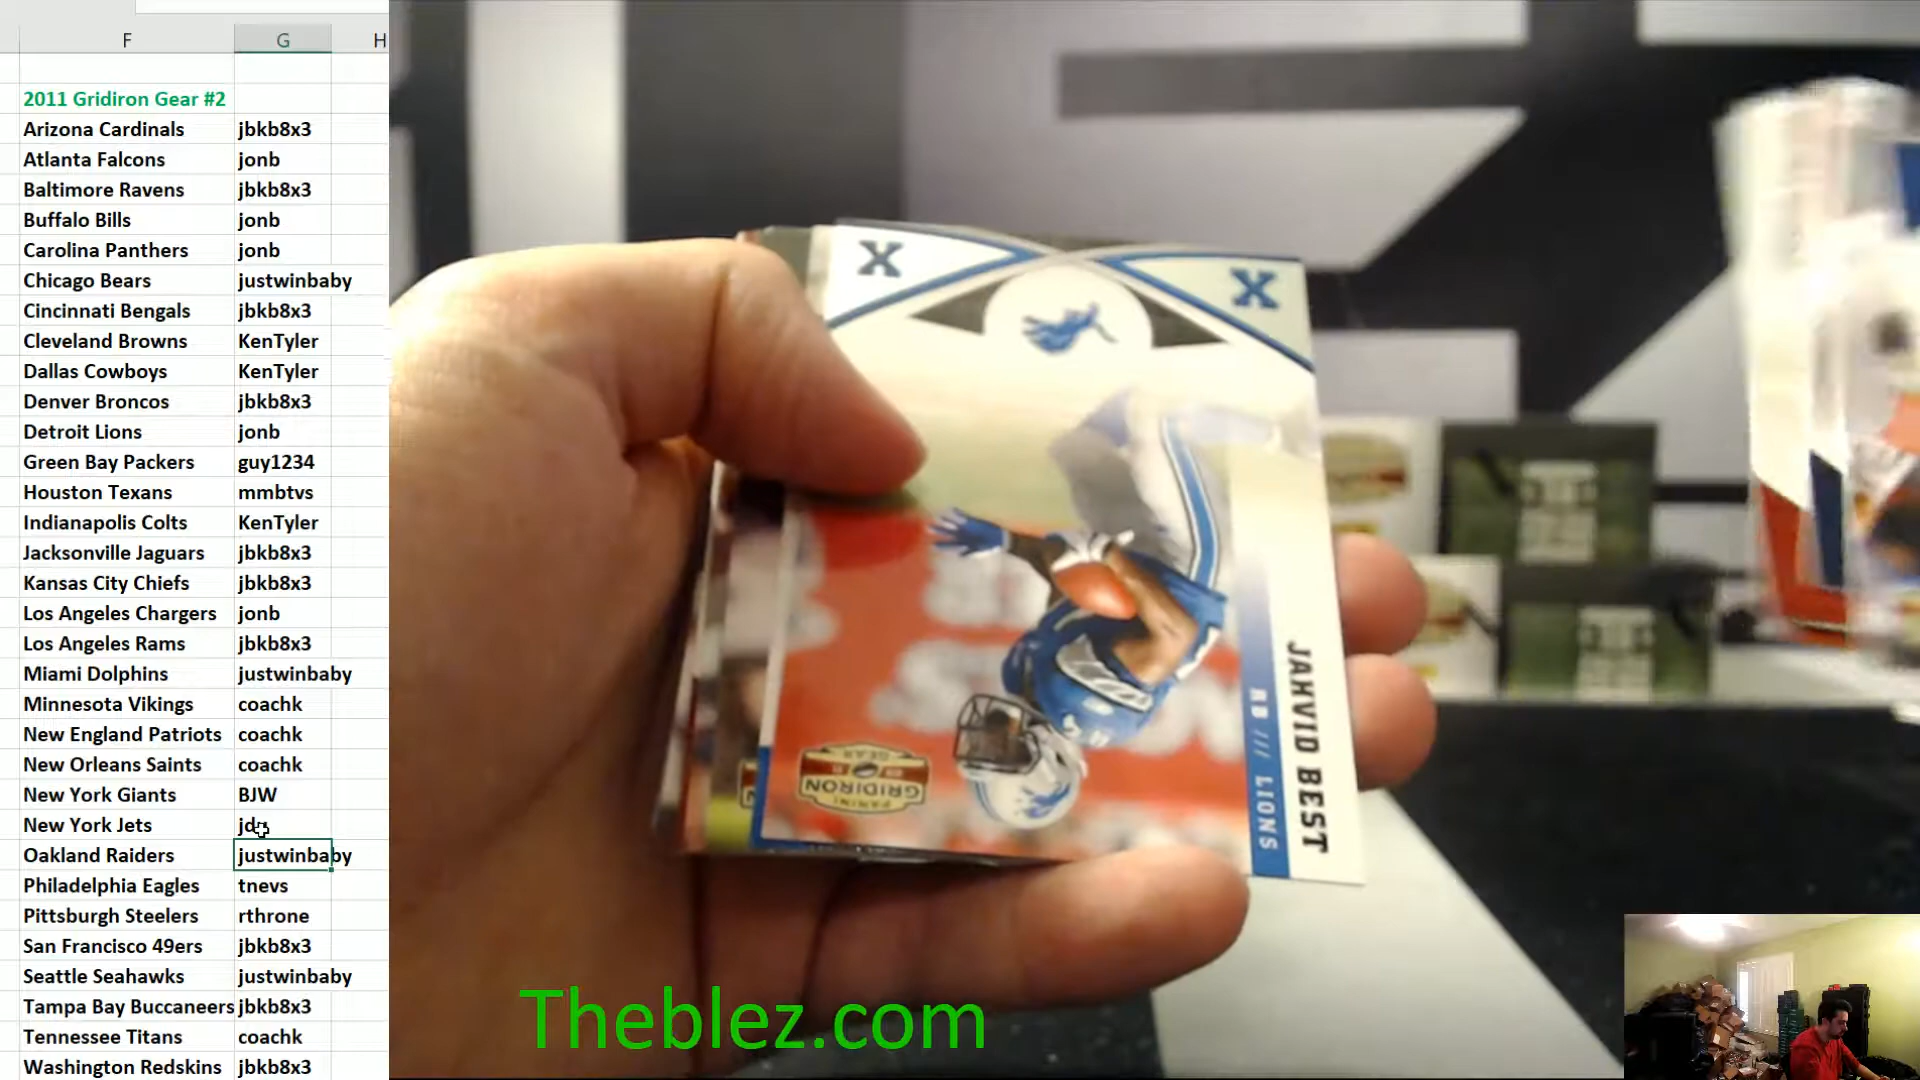 F G H
2011 Gridiron Gear #2
Arizona Cardinals jbkb8x3
Atlanta Falcons jonb
Baltimore Ravens jbkb8x3
Buffalo Bills jonb
Carolina Panthers jonb
Chicago Bears justwinbaby
Cincinnati Bengals jbkb8x3
Cleveland Browns KenTyler
Dallas Cowboys KenTyler
Denver Broncos jbkb8x3
Detroit Lions jonb
Green Bay Packers guy1234
Houston Texans mmbtvs
Indianapolis Colts KenTyler
Jacksonville Jaguars jbkb8x3
Kansas City Chiefs jbkb8x3
Los Angeles Chargers jonb
Los Angeles Rams jbkb8x3
Miami Dolphins justwinbaby
Minnesota Vikings coachk
New England Patriots coachk
New Orleans Saints coachk
New York Giants BJW
New York Jets
Oakland Raiders justwinbaby
Philadelphia Eagles tnevs
Pittsburgh Steelers rthrone
San Francisco 49ers jbkb8x3
Seattle Seahawks justwinbaby
Tampa Bay Buccaneers jbkb8x3
Tennessee Titans coachk
Washington Redskins jbkb8x3
X X
JAHVID BEST
RB /// LIONS
PANINI
GRIDIRON
GEAR
Theblez.com